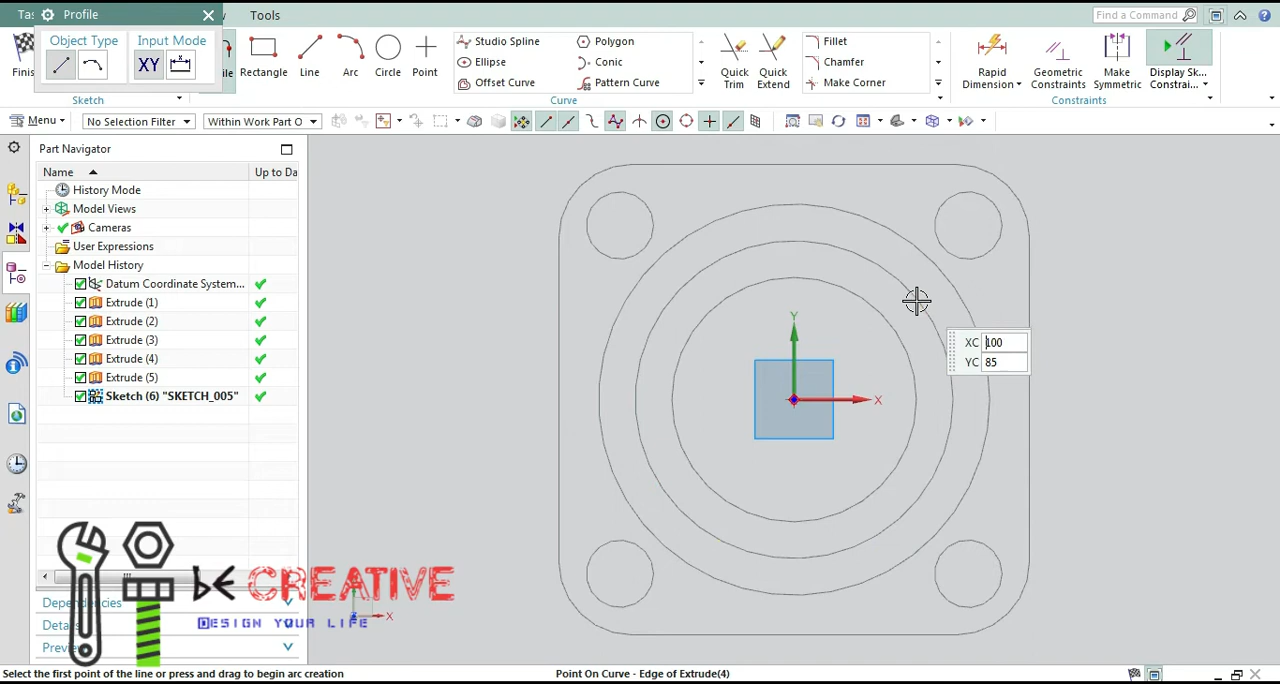 Tas
Profile
Tools
Find a Command
Object Type
Input Mode
XY
Finis
Sketch
Rectangle
Line
Arc
Circle
Point
Studio Spline
Ellipse
Offset Curve
Polygon
Conic
Pattern Curve
Curve
Quick Trim
Quick Extend
Fillet
Chamfer
Make Corner
Rapid Dimension
Geometric Constraints
Make Symmetric
Display Sk... Constrai...
Constraints
Menu
No Selection Filter
Within Work Part O
Part Navigator
Name
Up to Da
History Mode
Model Views
Cameras
User Expressions
Model History
Datum Coordinate System...
Extrude (1)
Extrude (2)
Extrude (3)
Extrude (4)
Extrude (5)
Sketch (6) "SKETCH_005"
Y
X
XC 100
YC 85
bE CREATIVE
DESIGN YOUR LIFE
X
Dependencies
Deta
Previe
Select the first point of the line or press and drag to begin arc creation
Point On Curve - Edge of Extrude(4)